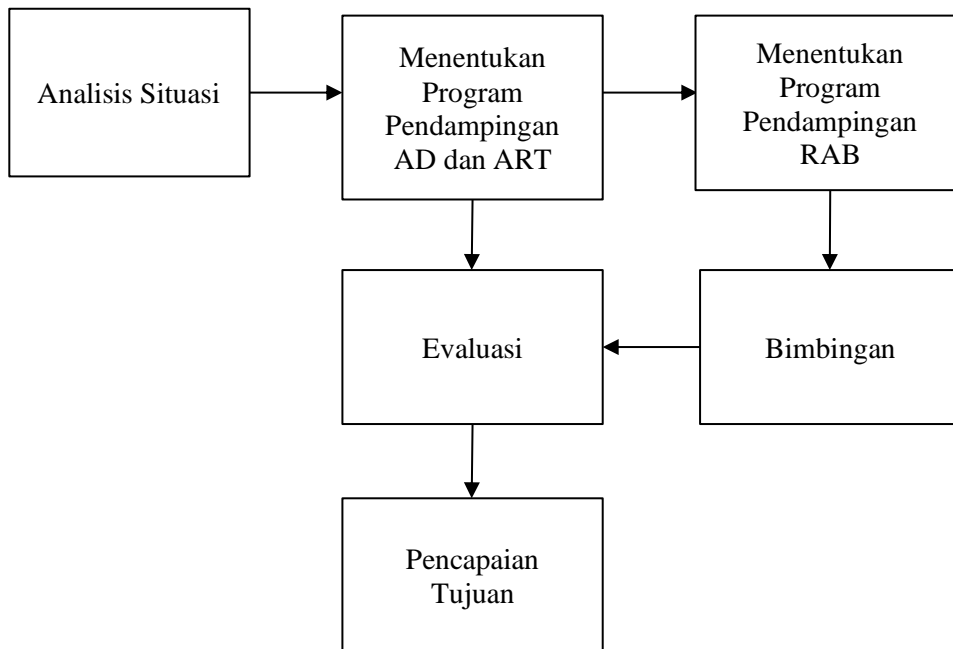 Analisis Situasi
Menentukan
Program
Pendampingan
AD dan ART
Menentukan
Program
Pendampingan
RAB
Evaluasi
Bimbingan
Pencapaian
Tujuan